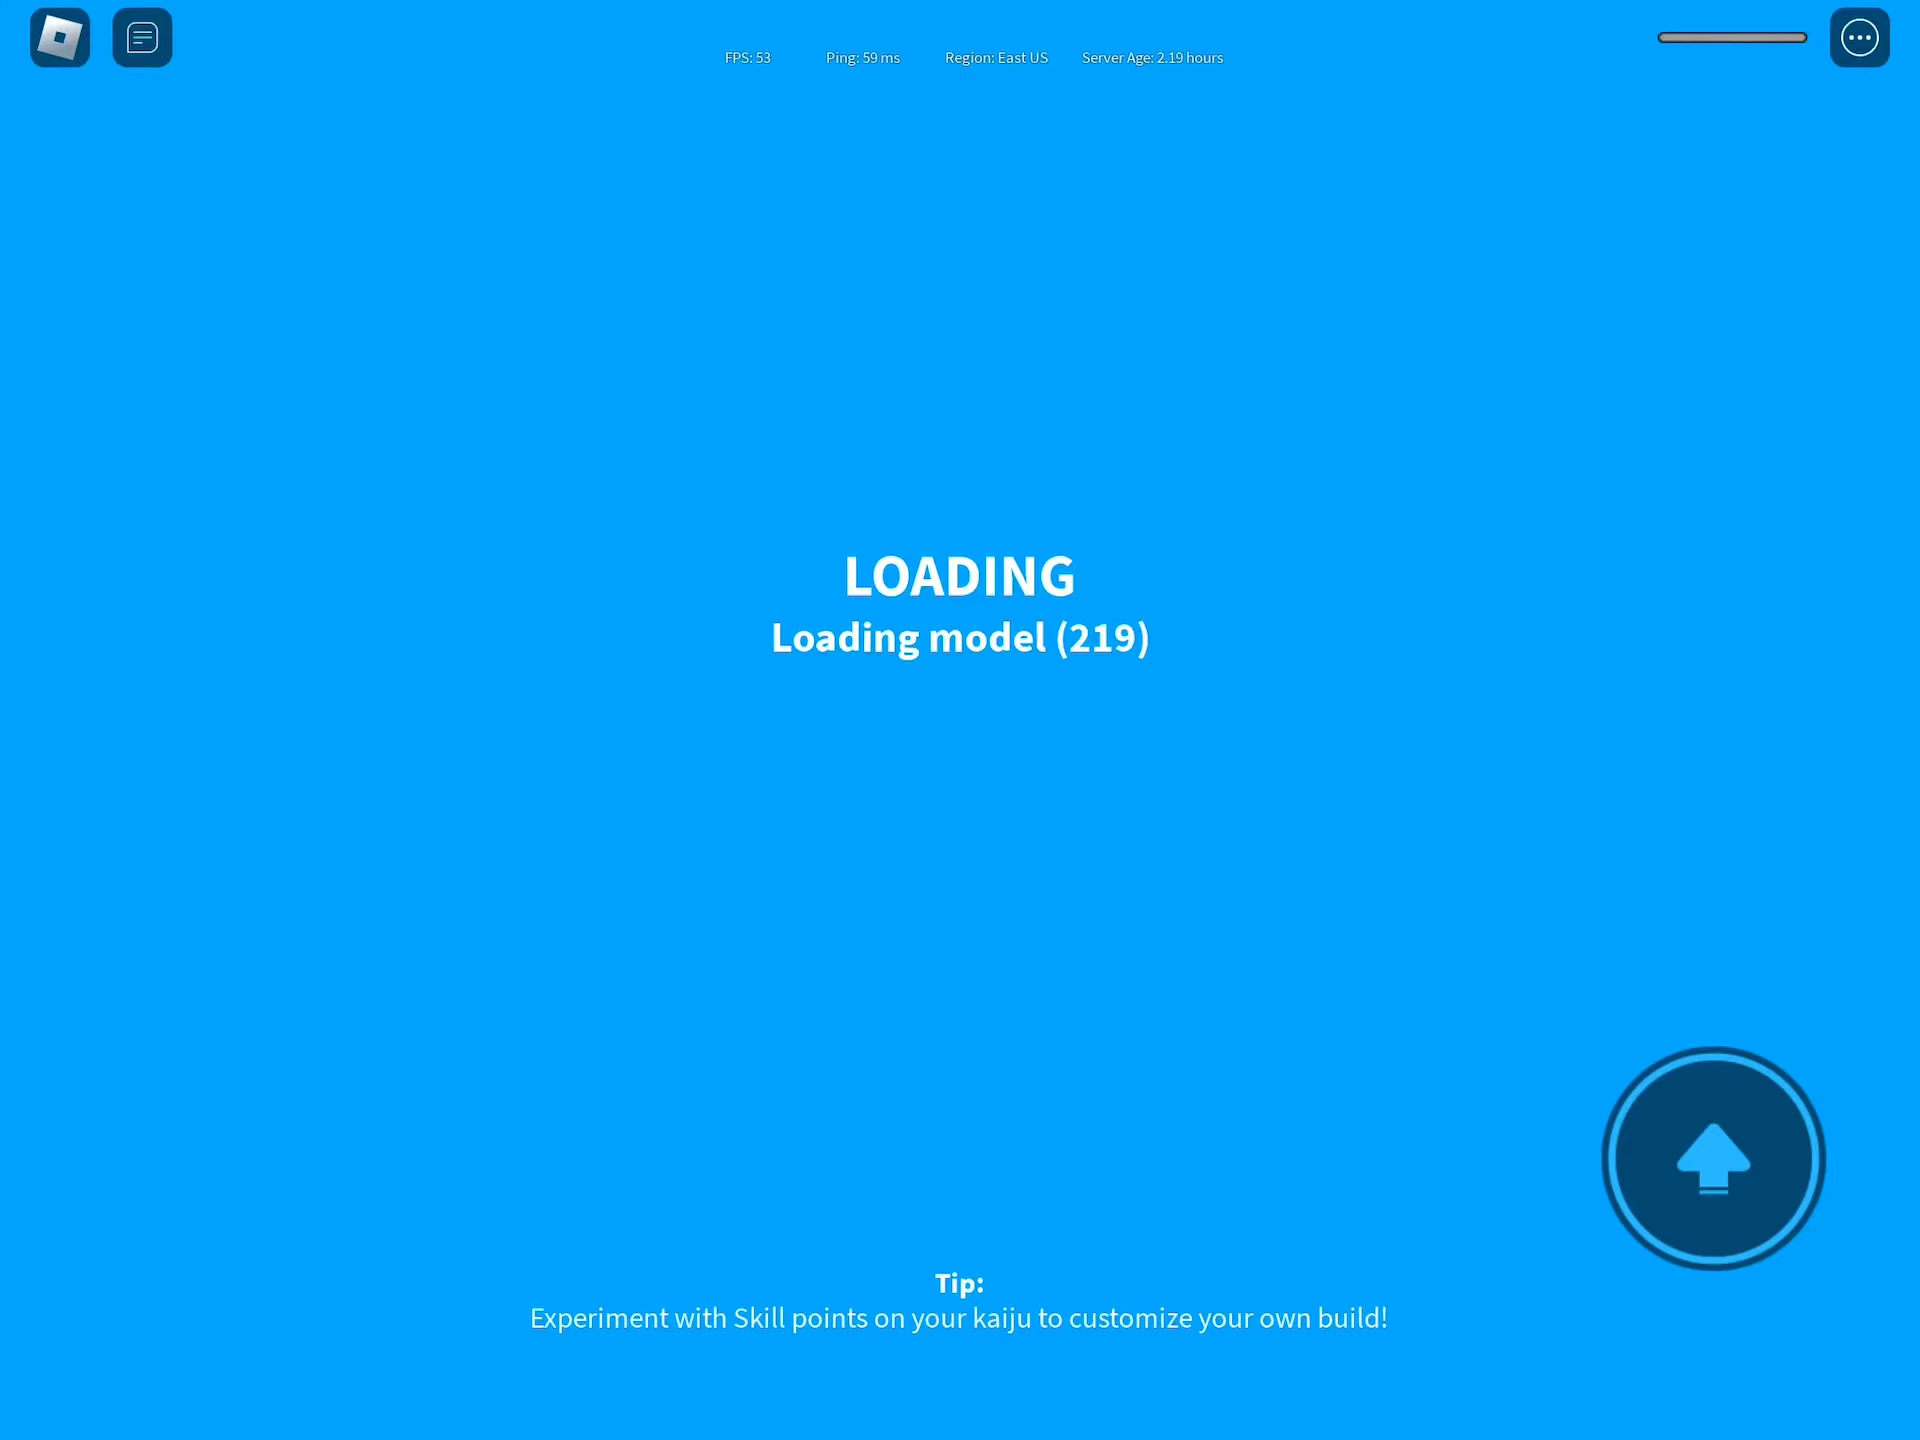 FPS: 53 Ping: 59 ms Region: East US Server Age: 2.19 hours
LOADING
Loading model (219)
Tip:
Experiment with Skill points on your kaiju to customize your own build!